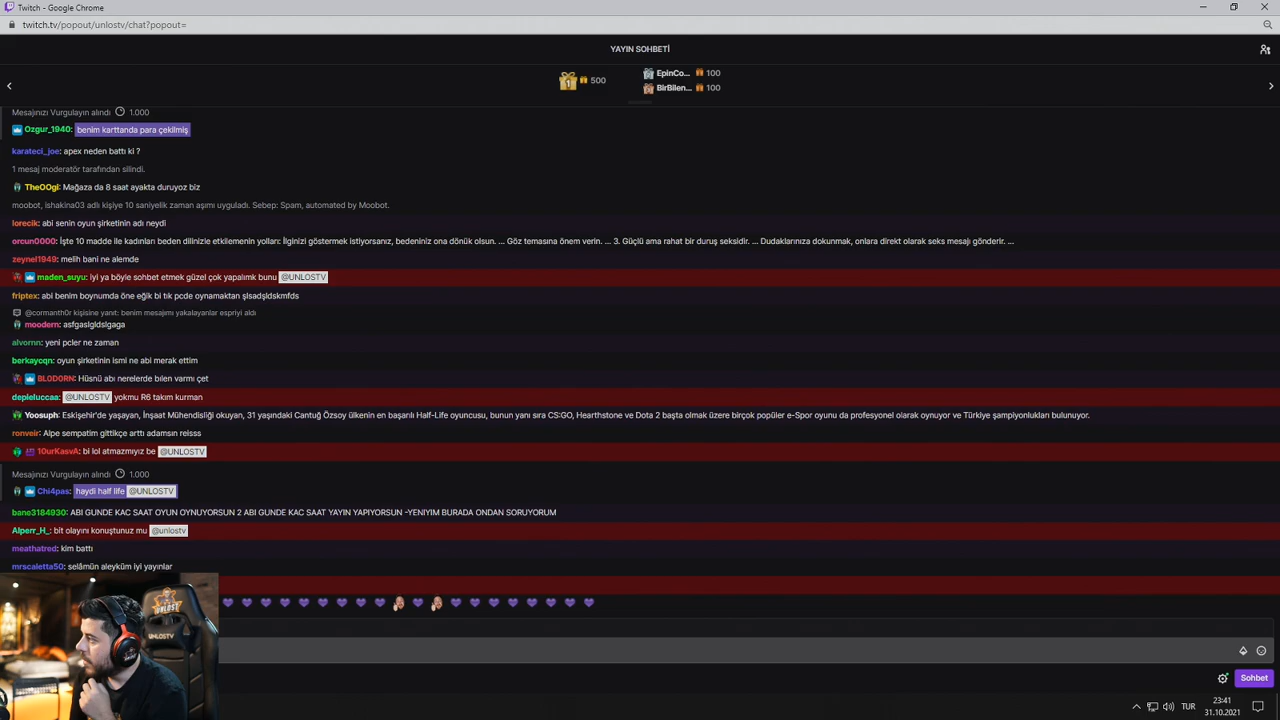 Twitch - Google Chrome
twitch.tv/popout/unlostv/chat?popout=
YAYIN SOHBETİ
1 500
EpinCo... 100
BirBilen... 100
Mesajınızı Vurgulayın alındı 1.000
Ozgur_1940: benim karttanda para çekilmiş
karateci_joe: apex neden battı ki ?
1 mesaj moderatör tarafından silindi.
TheOOgi: Mağaza da 8 saat ayakta duruyoz biz
moobot, ishakina03 adlı kişiye 10 saniyelik zaman aşımı uyguladı. Sebep: Spam, automated by Moobot.
lorecik: abi senin oyun şirketinin adı neydi
orcun0000: İşte 10 madde ile kadınları beden dilinizle etkilemenin yolları: İlginizi göstermek istiyorsanız, bedeniniz ona dönük olsun. ... Göz temasına önem verin. ... 3. Güçlü ama rahat bir duruş seksidir. ... Dudaklarınıza dokunmak, onlara direkt olarak seks mesajı gönderir. ...
zeynel1949: melih bani ne alemde
maden_suyu: iyi ya böyle sohbet etmek güzel çok yapalımk bunu @UNLOSTV
friptex: abi benim boynumda öne eğik bi tık pcde oynamaktan şlsadşldskmfds
@cormanth0r kişisine yanıt: benim mesajımı yakalayanlar espriyi aldı
moodern: asfgaslgldslgaga
alvornn: yeni pcler ne zaman
berkaycqn: oyun şirketinin ismi ne abi merak ettim
BL0D0RN: Hüsnü abı nerelerde bılen varmı çet
depleluccaa: @UNLOSTV yokmu R6 takım kurman
Yoosuph: Eskişehir'de yaşayan, İnşaat Mühendisliği okuyan, 31 yaşındaki Cantuğ Özsoy ülkenin en başarılı Half-Life oyuncusu, bunun yanı sıra CS:GO, Hearthstone ve Dota 2 başta olmak üzere birçok popüler e-Spor oyunu da profesyonel olarak oynuyor ve Türkiye şampiyonlukları bulunuyor.
ronveir: Alpe sempatim gittikçe arttı adamsın reisss
10urKasvA: bi lol atmazmıyız be @UNLOSTV
Mesajınızı Vurgulayın alındı 1.000
Chi4pas: haydi half life @UNLOSTV
bane3184930: ABI GUNDE KAC SAAT OYUN OYNUYORSUN 2 ABI GUNDE KAC SAAT YAYIN YAPIYORSUN -YENIYIM BURADA ONDAN SORUYORUM
Alperr_H_: bit olayını konuştunuz mu @unlostv
meathatred: kim battı
mrscaletta50: selâmün aleyküm iyi yayınlar
UNLOST
UNLOSTV
Sohbet
TUR
23:41
31.10.2021